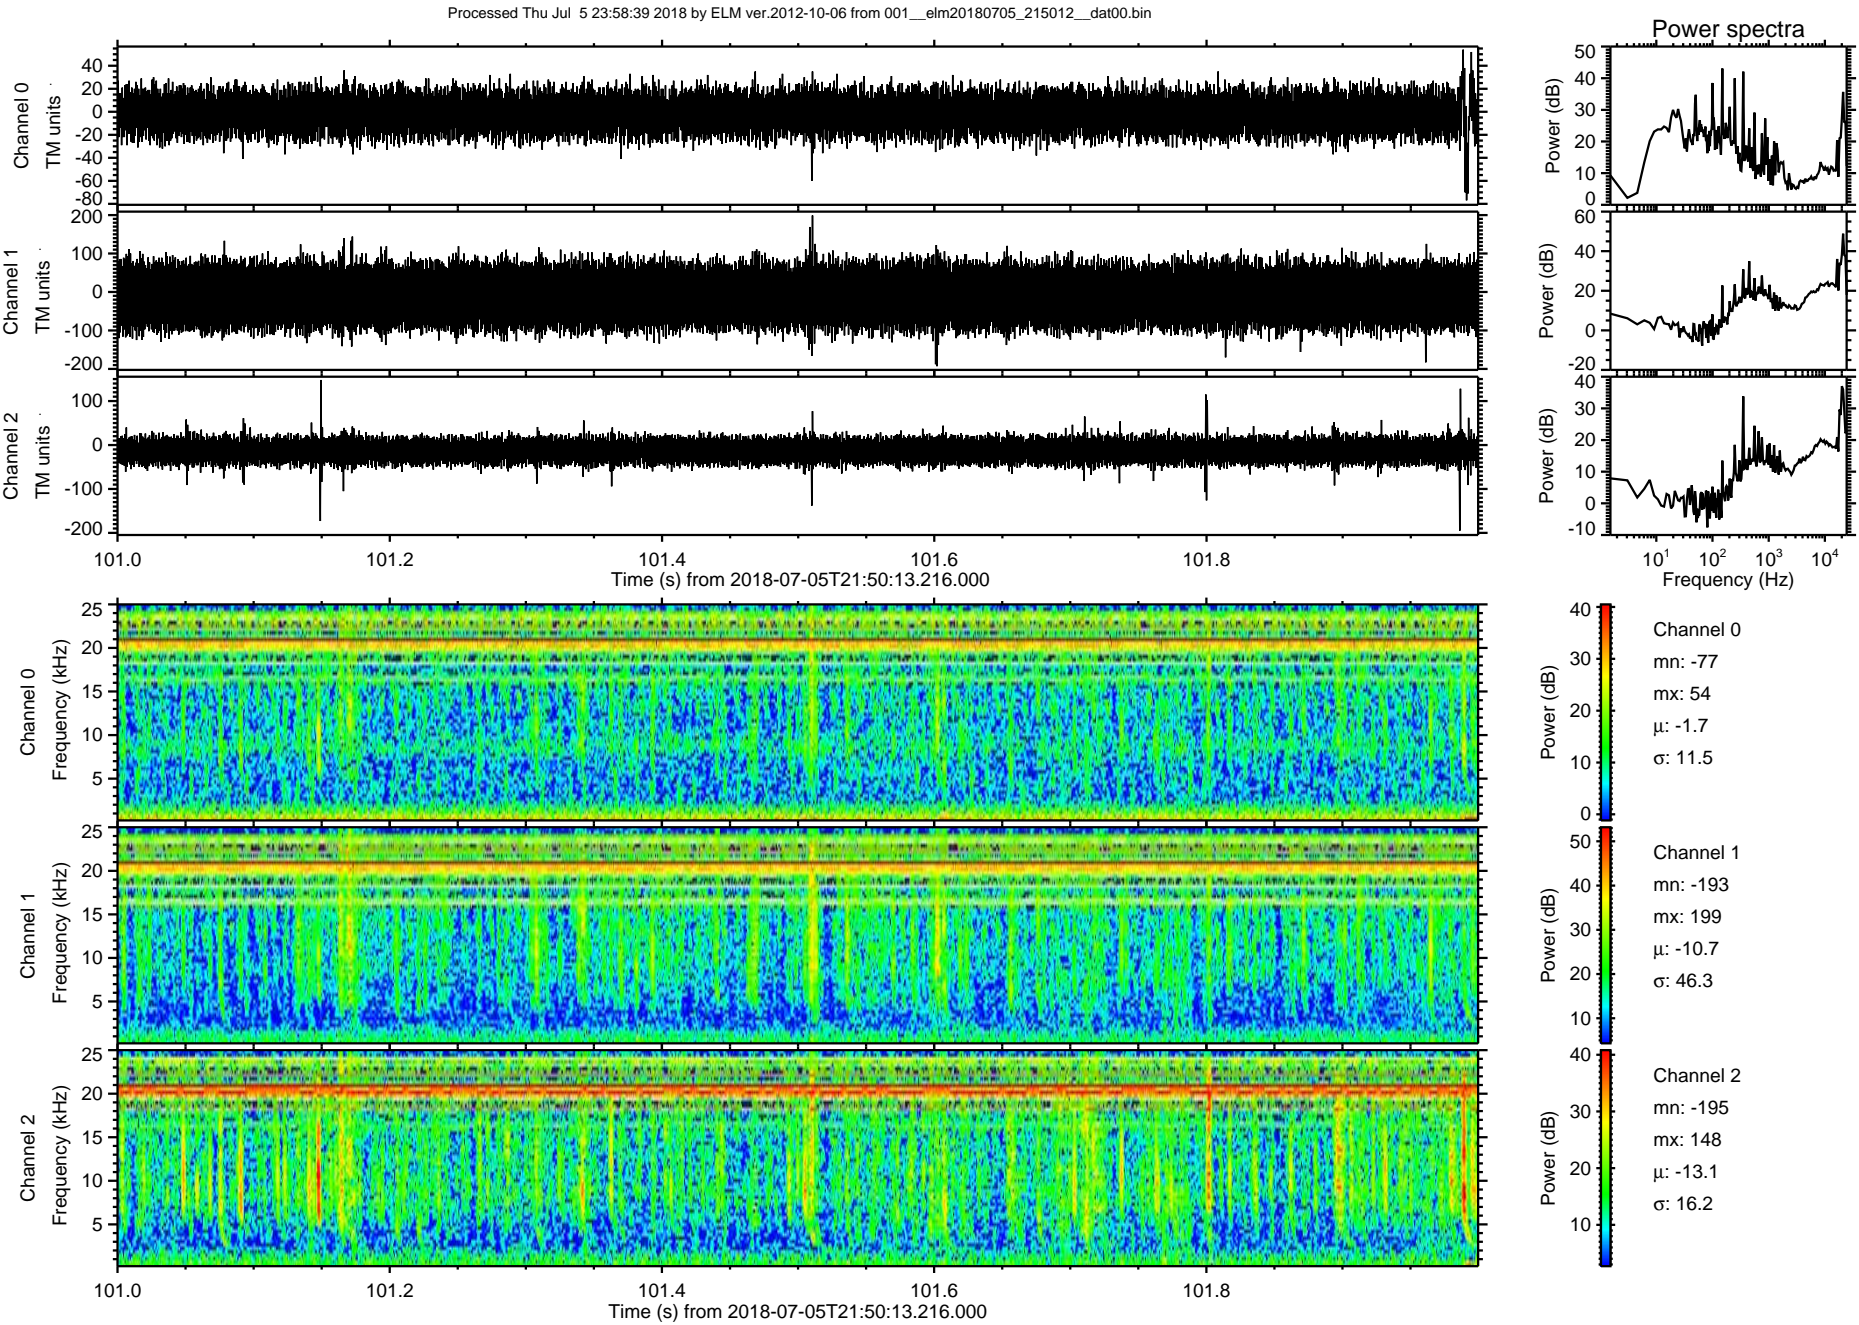 Processed Thu Jul  5 23:58:39 2018 by ELM ver.2012-10-06 from 001__elm20180705_215012__dat00.bin
Power spectra
Channel 0
TM units
40
20
0
-20
-40
-60
-80
Power (dB)
50
40
30
20
10
0
Channel 1
TM units
200
100
0
-100
-200
Power (dB)
60
40
20
0
-20
Channel 2
TM units
100
0
-100
-200
Power (dB)
40
30
20
10
0
-10
101.0 101.2 101.4 101.6 101.8
Time (s) from 2018-07-05T21:50:13.216.000
10^1 10^2 10^3 10^4
Frequency (Hz)
Channel 0
Frequency (kHz)
25
20
15
10
5
Power (dB)
40
30
20
10
0
Channel 0
mn: -77
mx: 54
μ: -1.7
σ: 11.5
Channel 1
Frequency (kHz)
25
20
15
10
5
Power (dB)
50
40
30
20
10
Channel 1
mn: -193
mx: 199
μ: -10.7
σ: 46.3
Channel 2
Frequency (kHz)
25
20
15
10
5
Power (dB)
40
30
20
10
Channel 2
mn: -195
mx: 148
μ: -13.1
σ: 16.2
101.0 101.2 101.4 101.6 101.8
Time (s) from 2018-07-05T21:50:13.216.000